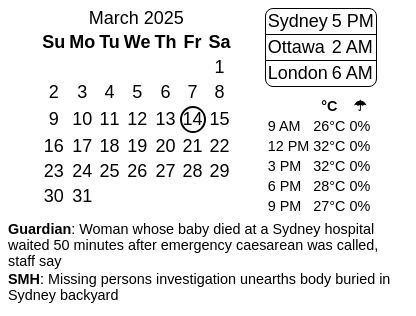 March 2025
Su Mo Tu We Th Fr Sa
1
2 3 4 5 6 7 8
9 10 11 12 13 14 15
16 17 18 19 20 21 22
23 24 25 26 27 28 29
30 31
Sydney 5 PM
Ottawa 2 AM
London 6 AM
°C ☂
9 AM 26°C 0%
12 PM 32°C 0%
3 PM 32°C 0%
6 PM 28°C 0%
9 PM 27°C 0%
Guardian: Woman whose baby died at a Sydney hospital
waited 50 minutes after emergency caesarean was called,
staff say
SMH: Missing persons investigation unearths body buried in
Sydney backyard